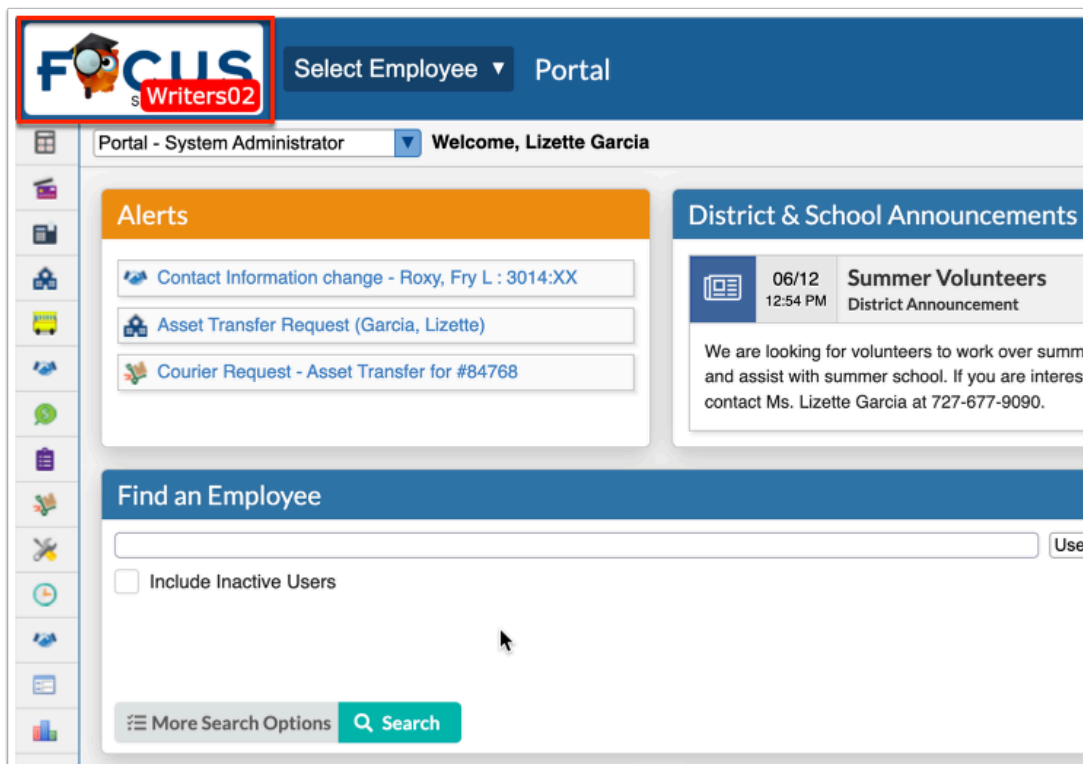 FOCUS
Writers02
Select Employee ▼
Portal
Portal - System Administrator
Welcome, Lizette Garcia
Alerts
Contact Information change - Roxy, Fry L : 3014:XX
Asset Transfer Request (Garcia, Lizette)
Courier Request - Asset Transfer for #84768
District & School Announcements
06/12
12:54 PM
Summer Volunteers
District Announcement
We are looking for volunteers to work over summ
and assist with summer school. If you are interes
contact Ms. Lizette Garcia at 727-677-9090.
Find an Employee
Use
Include Inactive Users
More Search Options
Search